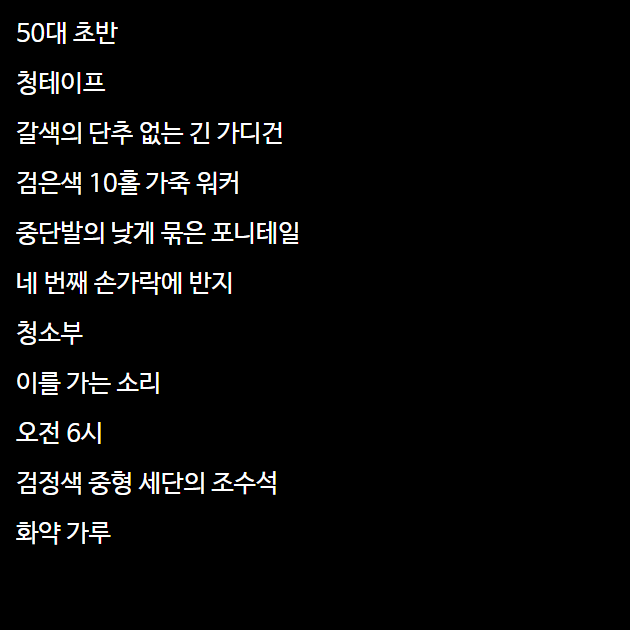 50대 초반
청테이프
갈색의 단추 없는 긴 가디건
검은색 10홀 가죽 워커
중단발의 낮게 묶은 포니테일
네 번째 손가락에 반지
청소부
이를 가는 소리
오전 6시
검정색 중형 세단의 조수석
화약 가루